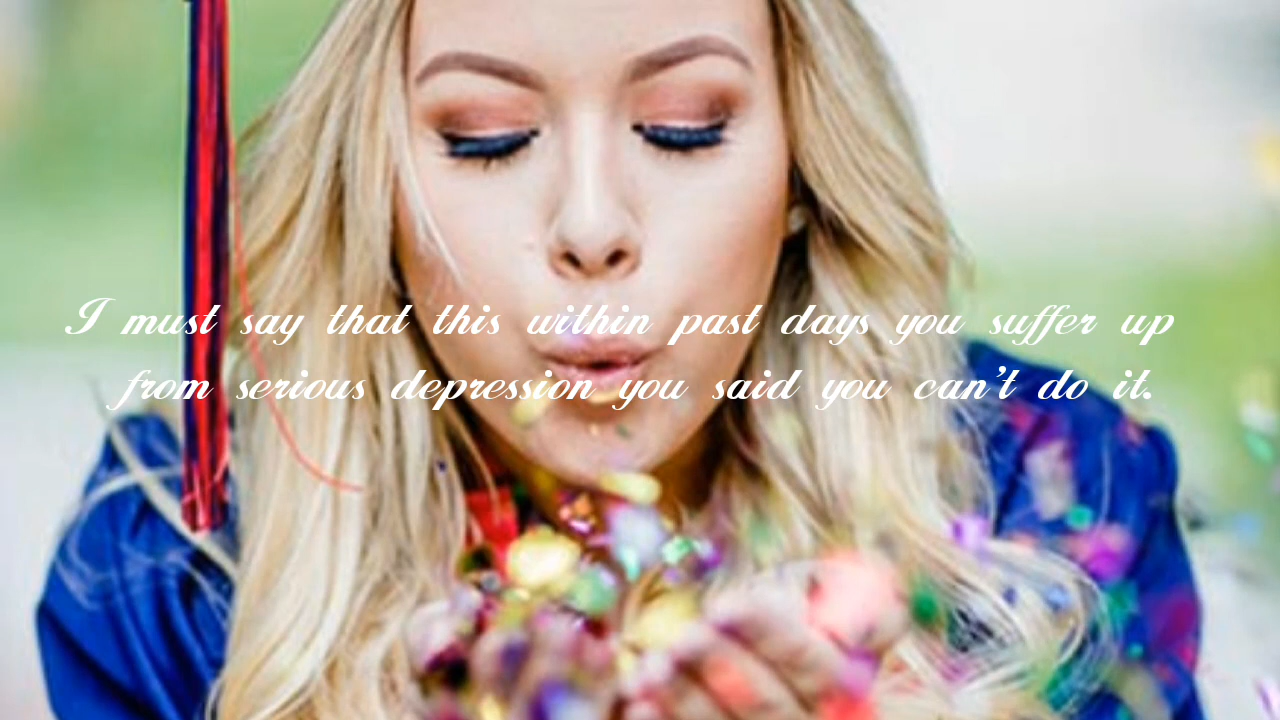 I must say that this within past days you suffer up
from serious depression you said you can't do it.